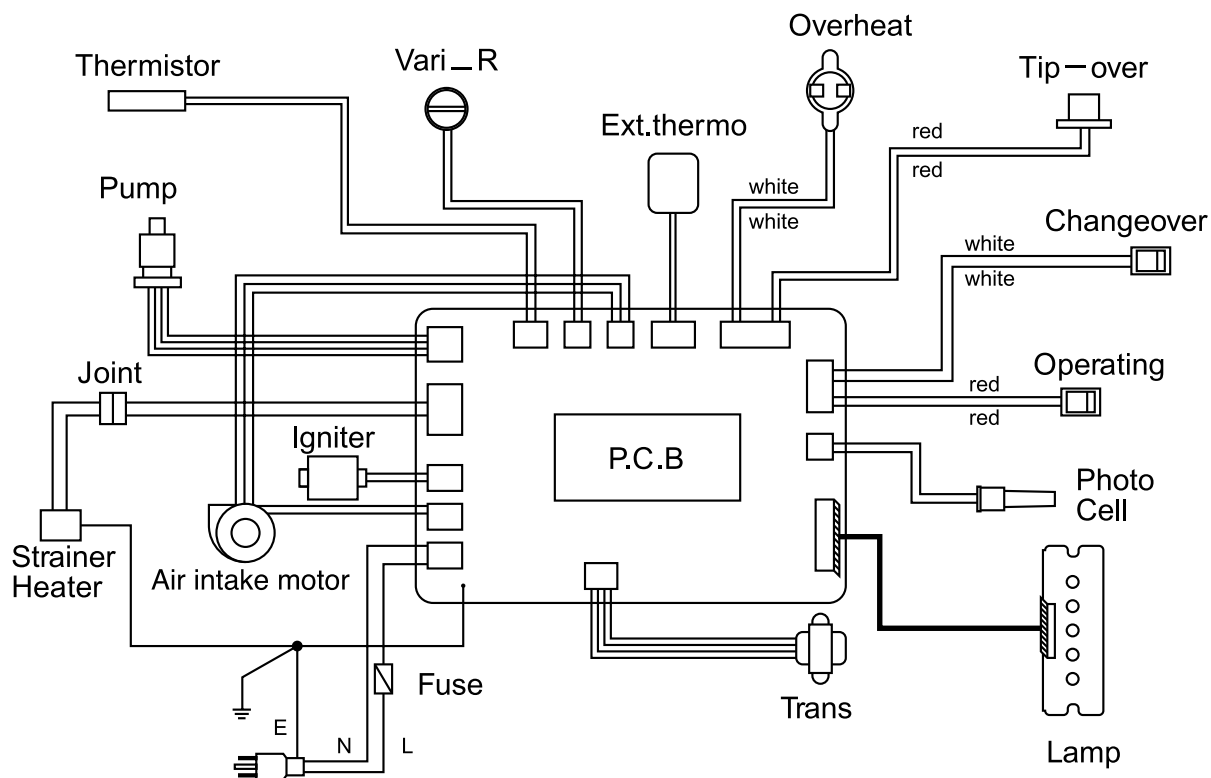 Overheat
Thermistor
Vari_R
Tip—over
Ext.thermo
red
red
Pump
white
white
Changeover
white
white
Joint
Operating
red
red
Igniter
P.C.B
Photo
Cell
Strainer
Heater
Air intake motor
Fuse
Trans
E
N
L
Lamp